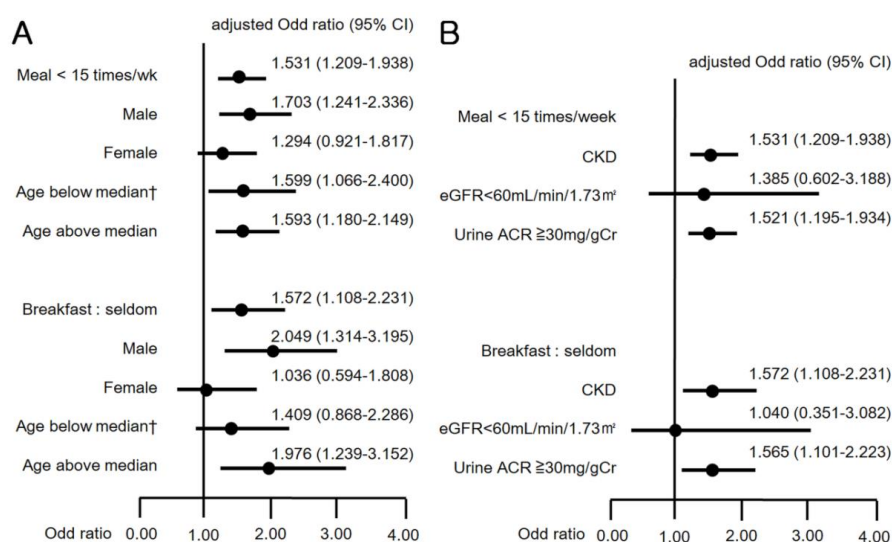 A
adjusted Odd ratio (95% CI)
Meal < 15 times/wk 1.531 (1.209-1.938)
Male 1.703 (1.241-2.336)
Female 1.294 (0.921-1.817)
Age below median† 1.599 (1.066-2.400)
Age above median 1.593 (1.180-2.149)
Breakfast : seldom 1.572 (1.108-2.231)
Male 2.049 (1.314-3.195)
Female 1.036 (0.594-1.808)
Age below median† 1.409 (0.868-2.286)
Age above median 1.976 (1.239-3.152)
Odd ratio 0.00 1.00 2.00 3.00 4.00
B
adjusted Odd ratio (95% CI)
Meal < 15 times/week
CKD 1.531 (1.209-1.938)
eGFR<60mL/min/1.73㎡ 1.385 (0.602-3.188)
Urine ACR ≧30mg/gCr 1.521 (1.195-1.934)
Breakfast : seldom
CKD 1.572 (1.108-2.231)
eGFR<60mL/min/1.73㎡ 1.040 (0.351-3.082)
Urine ACR ≧30mg/gCr 1.565 (1.101-2.223)
Odd ratio 0.00 1.00 2.00 3.00 4.00